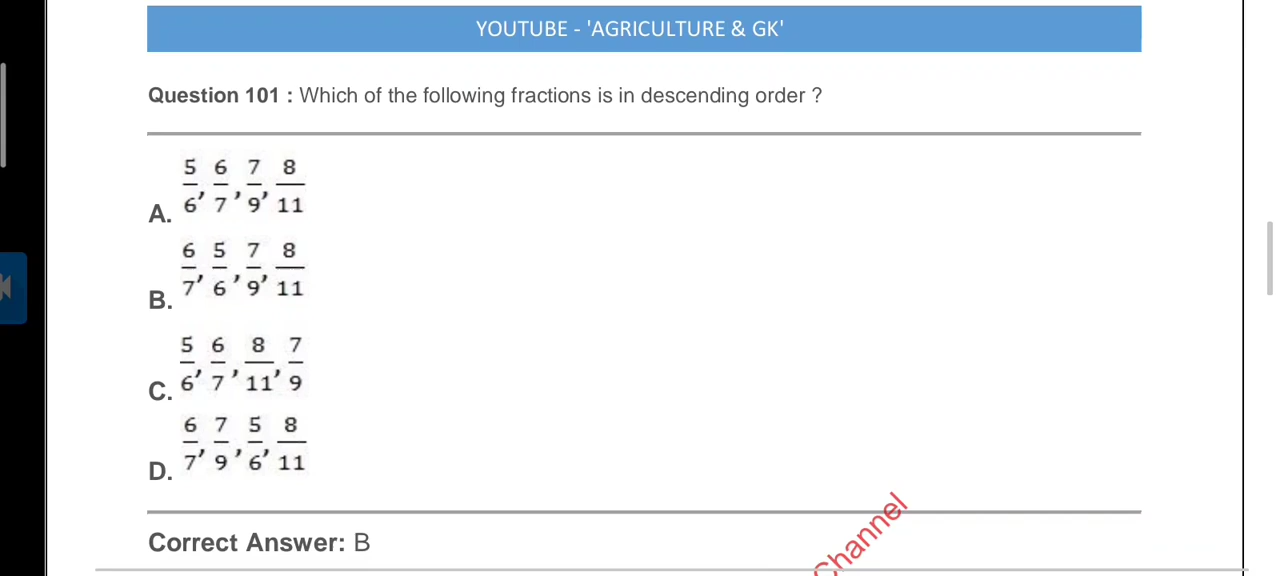 YOUTUBE - 'AGRICULTURE & GK'
Question 101 : Which of the following fractions is in descending order ?
A. 5/6, 6/7, 7/9, 8/11
B. 6/7, 5/6, 7/9, 8/11
C. 5/6, 6/7, 8/11, 7/9
D. 6/7, 7/9, 5/6, 8/11
Correct Answer: B
Channel